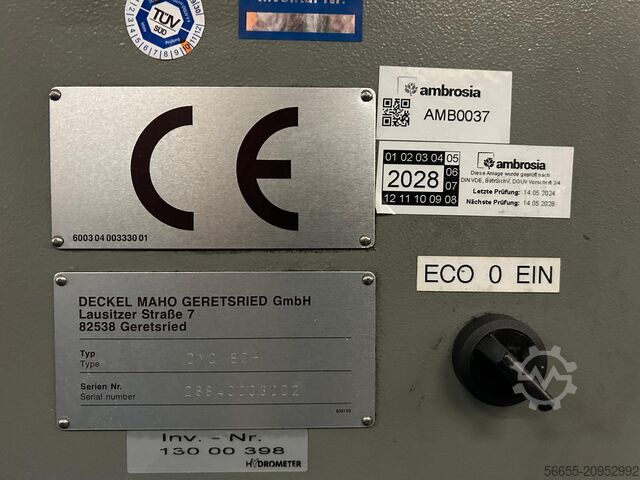 TÜV
SÜD
Prüfung
ambrosia
AMB0037
CE
6003 04 003330 01
01 02 03 04 05
06
2028
07
12 11 10 09 08
ambrosia
Diese Anlage wurde geprüft nach
DIN VDE, BetrSichV, DGUV Vorschrift 3/4
Letzte Prüfung: 14.05.2024
Nächste Prüfung: 14.05.2028
ECO 0 EIN
DECKEL MAHO GERETSRIED GmbH
Lausitzer Straße 7
82538 Geretsried
Typ
Type
Serien Nr.
Serial number
Inv. - Nr.
130 00 398
HYDROMETER
56655-20952992